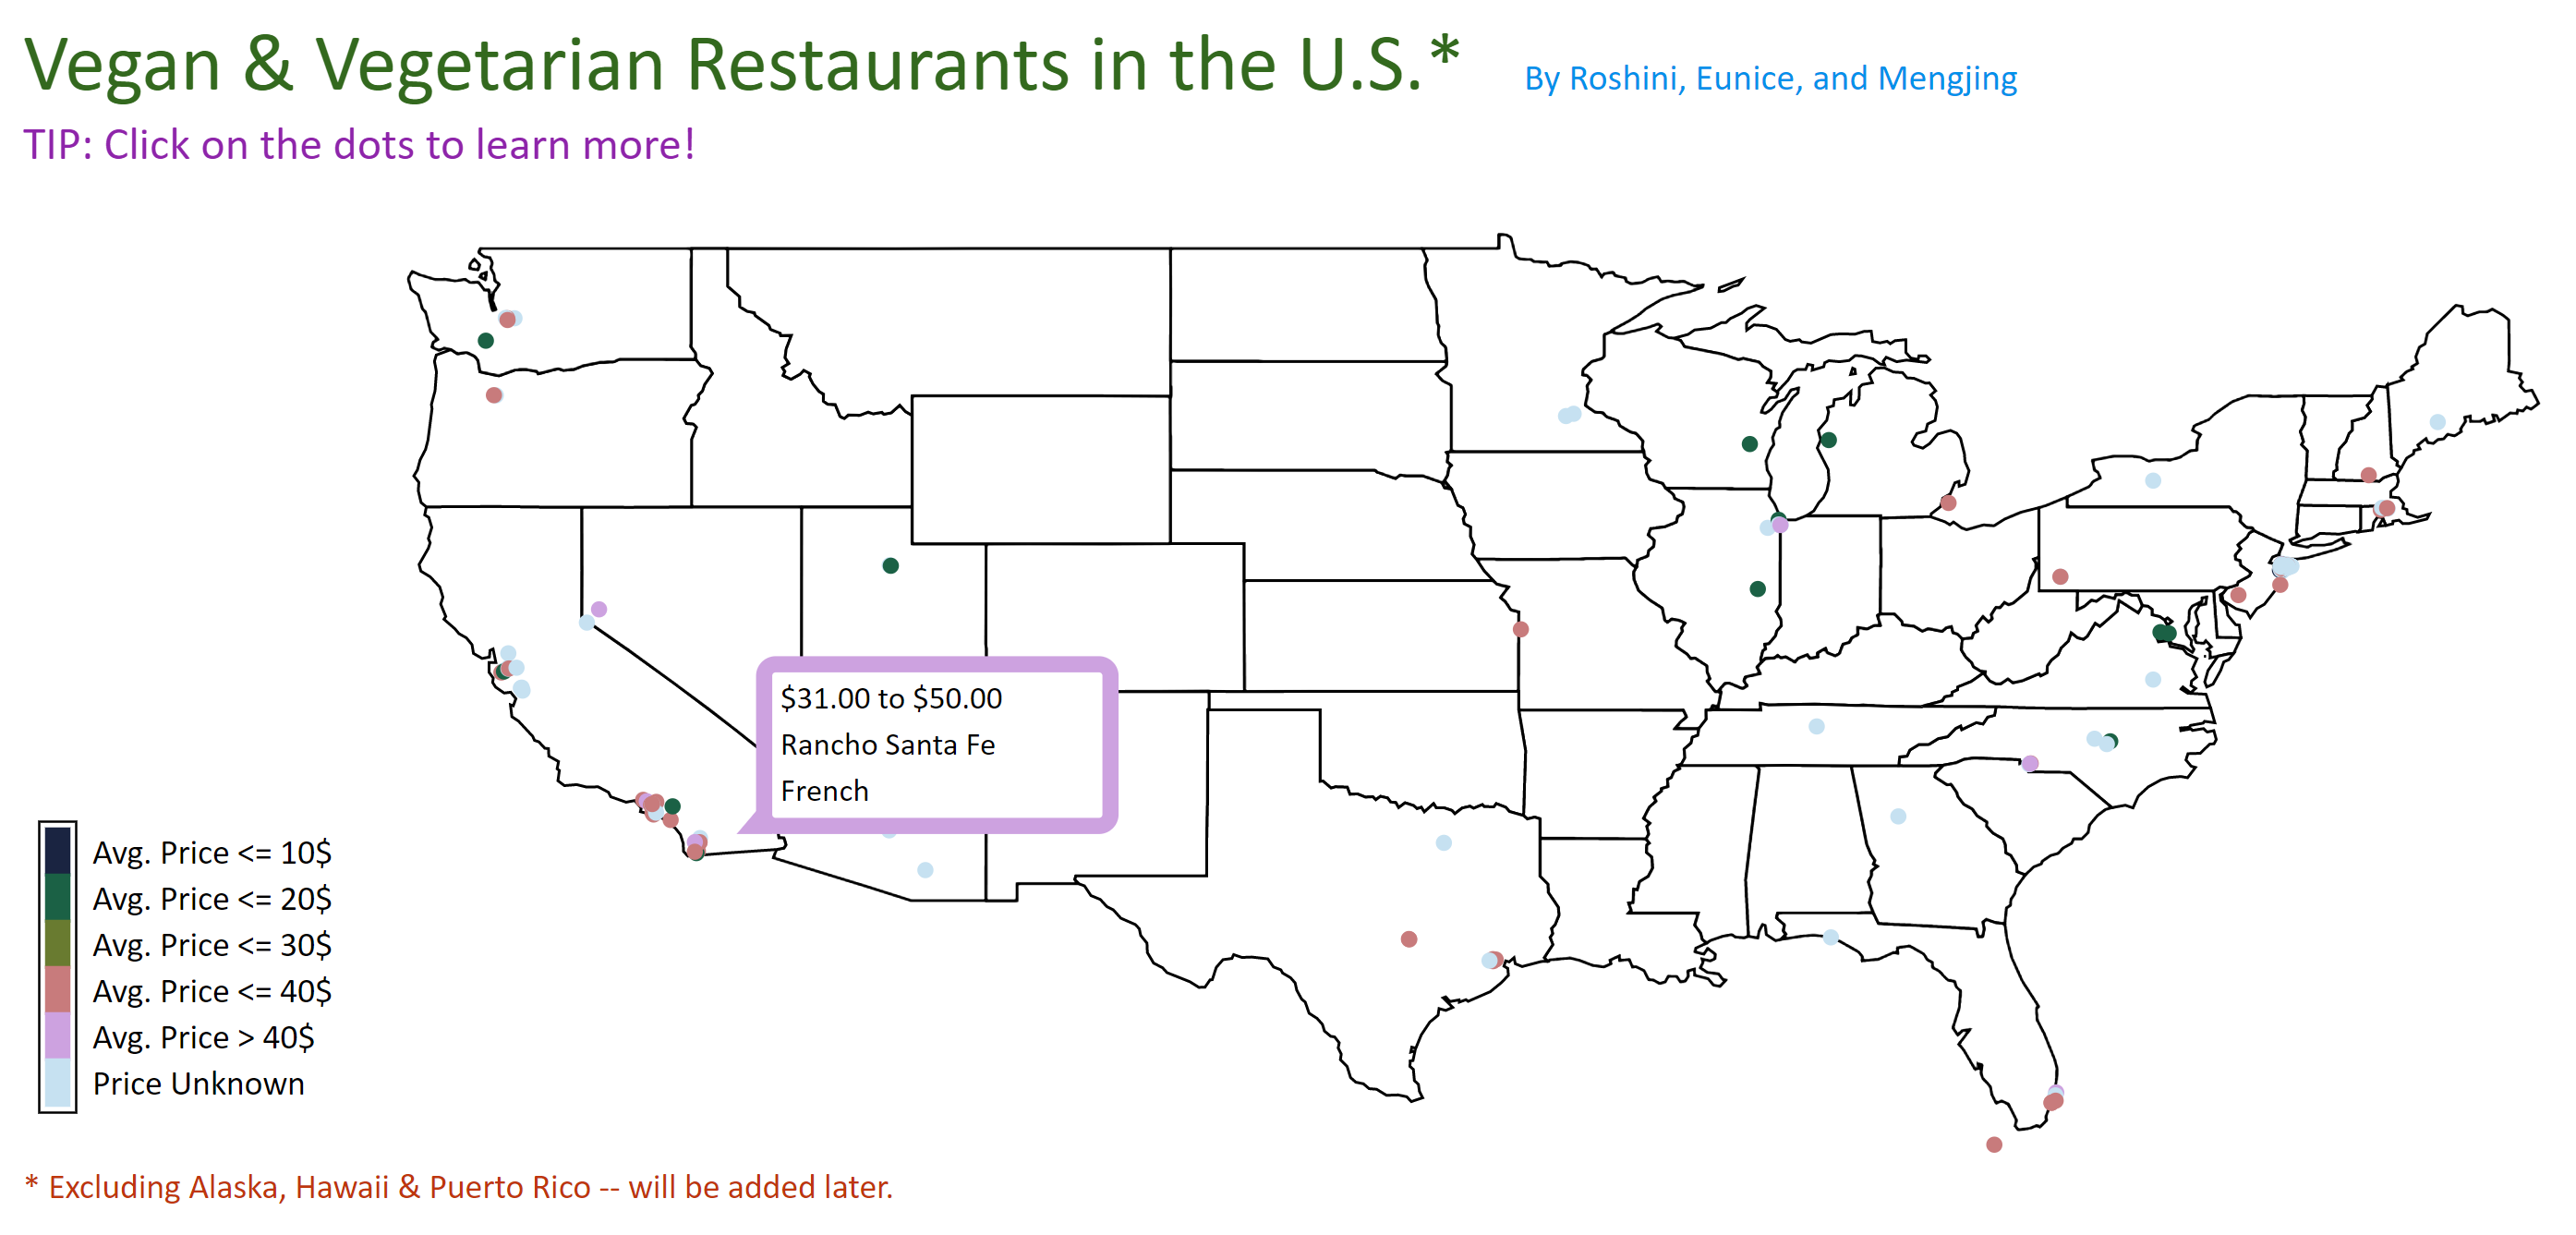 Vegan & Vegetarian Restaurants in the U.S.*
By Roshini, Eunice, and Mengjing
TIP: Click on the dots to learn more!
$31.00 to $50.00
Rancho Santa Fe
French
Avg. Price <= 10$
Avg. Price <= 20$
Avg. Price <= 30$
Avg. Price <= 40$
Avg. Price > 40$
Price Unknown
* Excluding Alaska, Hawaii & Puerto Rico -- will be added later.